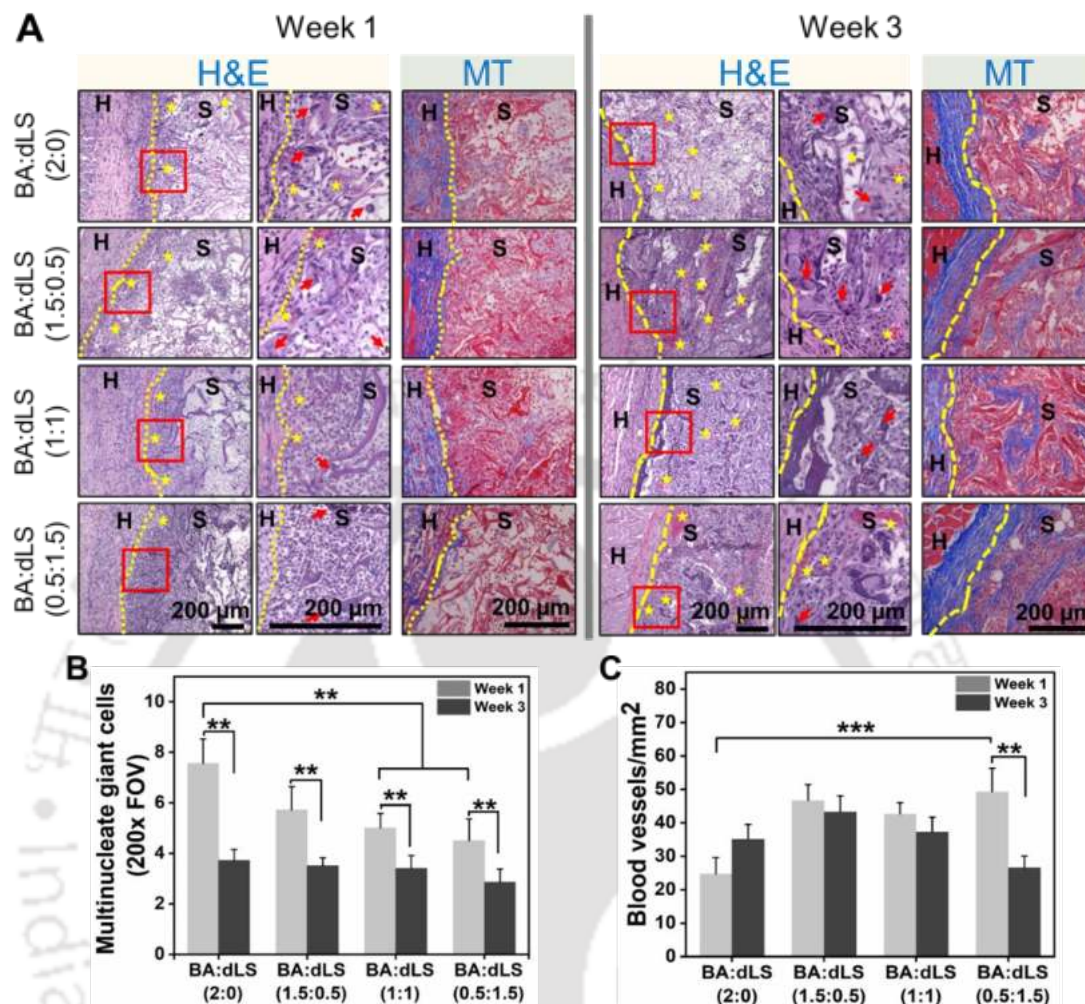 A
Week 1
Week 3
H&E
MT
H&E
MT
BA:dLS
(2:0)
H
S
S
H
S
H
S
H
S
H
S
BA:dLS
(1.5:0.5)
H
S
H
S
H
S
H
S
H
S
H
S
BA:dLS
(1:1)
H
S
H
S
H
S
H
S
H
S
H
S
BA:dLS
(0.5:1.5)
H
S
H
S
H
S
H
S
H
S
H
S
200 µm
200 µm
200 µm
200 µm
200 µm
200 µm
B
Multinucleate giant cells
(200x FOV)
10
8
6
4
2
0
Week 1
Week 3
**
**
**
**
**
BA:dLS
(2:0)
BA:dLS
(1.5:0.5)
BA:dLS
(1:1)
BA:dLS
(0.5:1.5)
C
Blood vessels/mm²
80
70
60
50
40
30
20
10
0
Week 1
Week 3
***
**
BA:dLS
(2:0)
BA:dLS
(1.5:0.5)
BA:dLS
(1:1)
BA:dLS
(0.5:1.5)
India